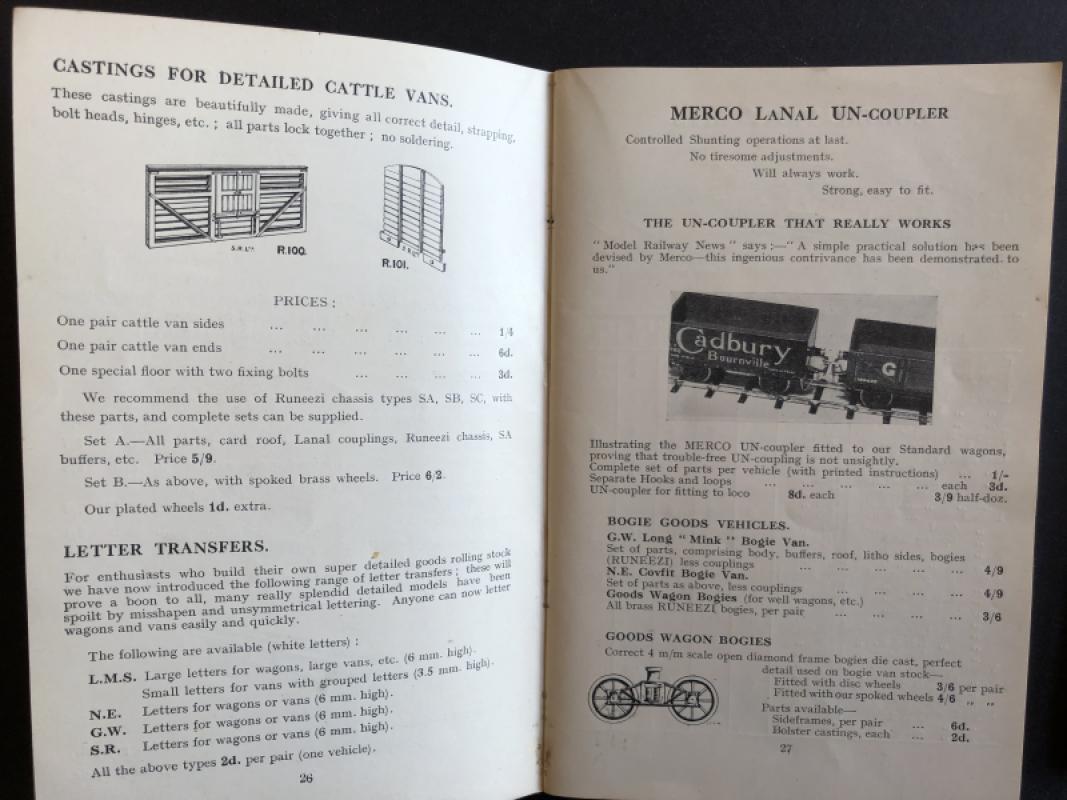 CASTINGS FOR DETAILED CATTLE VANS.
These castings are beautifully made, giving all correct detail, strapping,
bolt heads, hinges, etc. ; all parts lock together ; no soldering.
S.R. Lta.
R.100.
R.101.
PRICES :
One pair cattle van sides ... ... ... ... ... ... 1/4
One pair cattle van ends ... ... ... ... ... ... 6d.
One special floor with two fixing bolts ... ... ... ... 3d.
We recommend the use of Runeezi chassis types SA, SB, SC, with
these parts, and complete sets can be supplied.
Set A.—All parts, card roof, Lanal couplings, Runeezi chassis, SA
buffers, etc. Price 5/9.
Set B.—As above, with spoked brass wheels. Price 6/2.
Our plated wheels 1d. extra.
LETTER TRANSFERS.
For enthusiasts who build their own super detailed goods rolling stock
we have now introduced the following range of letter transfers ; these will
prove a boon to all, many really splendid detailed models have been
spoilt by misshapen and unsymmetrical lettering. Anyone can now letter
wagons and vans easily and quickly.
The following are available (white letters) :
L.M.S. Large letters for wagons, large vans, etc. (6 mm. high).
Small letters for vans with grouped letters (3.5 mm. high).
N.E. Letters for wagons or vans (6 mm. high).
G.W. Letters for wagons or vans (6 mm. high).
S.R. Letters for wagons or vans (6 mm. high).
All the above types 2d. per pair (one vehicle).
26
MERCO LANAL UN-COUPLER
Controlled Shunting operations at last.
No tiresome adjustments.
Will always work.
Strong, easy to fit.
THE UN-COUPLER THAT REALLY WORKS
"Model Railway News" says :—"A simple practical solution has been
devised by Merco—this ingenious contrivance has been demonstrated to
us."
Cadbury
Bournville
G
Illustrating the MERCO UN-coupler fitted to our Standard wagons,
proving that trouble-free UN-coupling is not unsightly.
Complete set of parts per vehicle (with printed instructions) ... 1/-
Separate Hooks and loops ... ... ... ... ... each 3d.
UN-coupler for fitting to loco 8d. each 3/9 half-doz.
BOGIE GOODS VEHICLES.
G.W. Long "Mink" Bogie Van.
Set of parts, comprising body, buffers, roof, litho sides, bogies
(RUNEEZI) less couplings ... ... ... ... ... 4/9
N.E. Covfit Bogie Van.
Set of parts as above, less couplings ... ... ... ... 4/9
Goods Wagon Bogies (for well wagons, etc.)
All brass RUNEEZI bogies, per pair ... ... ... ... 3/6
GOODS WAGON BOGIES
Correct 4 m/m scale open diamond frame bogies die cast, perfect
detail used on bogie van stock—
Fitted with disc wheels 3/6 per pair
Fitted with our spoked wheels 4/6 " "
Parts available—
Sideframes, per pair ... 6d.
Bolster castings, each ... 2d.
27